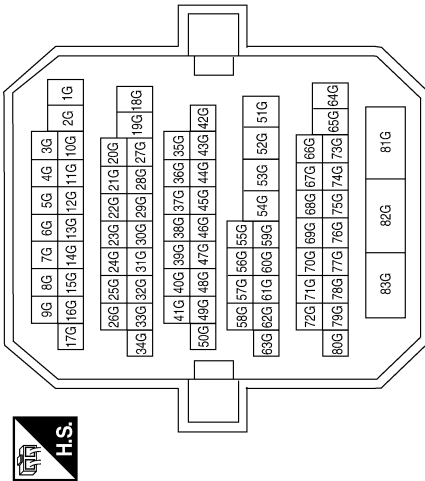 H.S.
9G 8G 7G 6G 5G 4G 3G
17G 16G 15G 14G 13G 12G 11G 10G 2G 1G
26G 25G 24G 23G 22G 21G 20G
34G 33G 32G 31G 30G 29G 28G 27G 19G 18G
41G 40G 39G 38G 37G 36G 35G
50G 49G 48G 47G 46G 45G 44G 43G 42G
58G 57G 56G 55G
63G 62G 61G 60G 59G 54G 53G 52G 51G
72G 71G 70G 69G 68G 67G 66G
80G 79G 78G 77G 76G 75G 74G 73G 65G 64G
83G 82G 81G